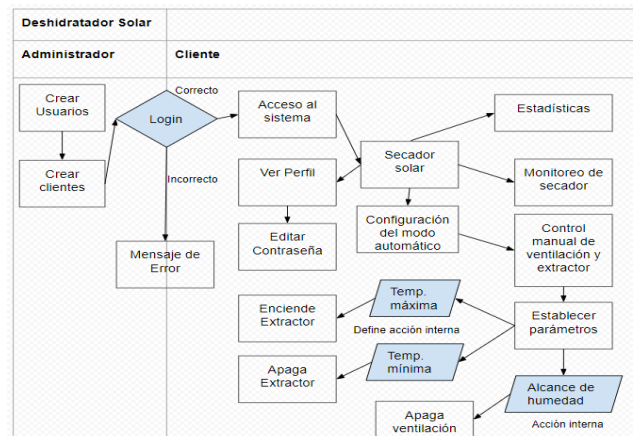 Deshidratador Solar
Administrador
Cliente
Crear
Usuarios
Correcto
Login
Acceso al
sistema
Estadísticas
Crear
clientes
Incorrecto
Ver Perfil
Secador
solar
Monitoreo de
secador
Mensaje de
Error
Editar
Contraseña
Configuración
del modo
automático
Control
manual de
ventilación y
extractor
Enciende
Extractor
Temp.
máxima
Define acción interna
Establecer
parámetros
Apaga
Extractor
Temp.
mínima
Alcance de
humedad
Apaga
ventilación
Acción interna